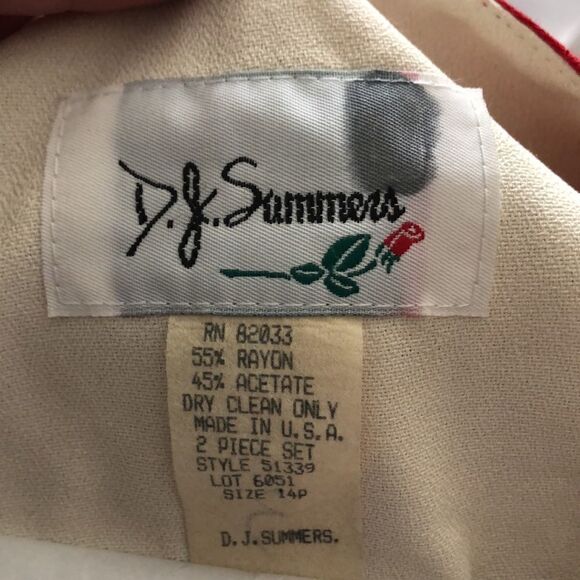 D.J. Summers
RN 82033
55% RAYON
45% ACETATE
DRY CLEAN ONLY
MADE IN U.S.A.
2 PIECE SET
STYLE 51339
LOT 6051
SIZE 14P
D.J.SUMMERS.